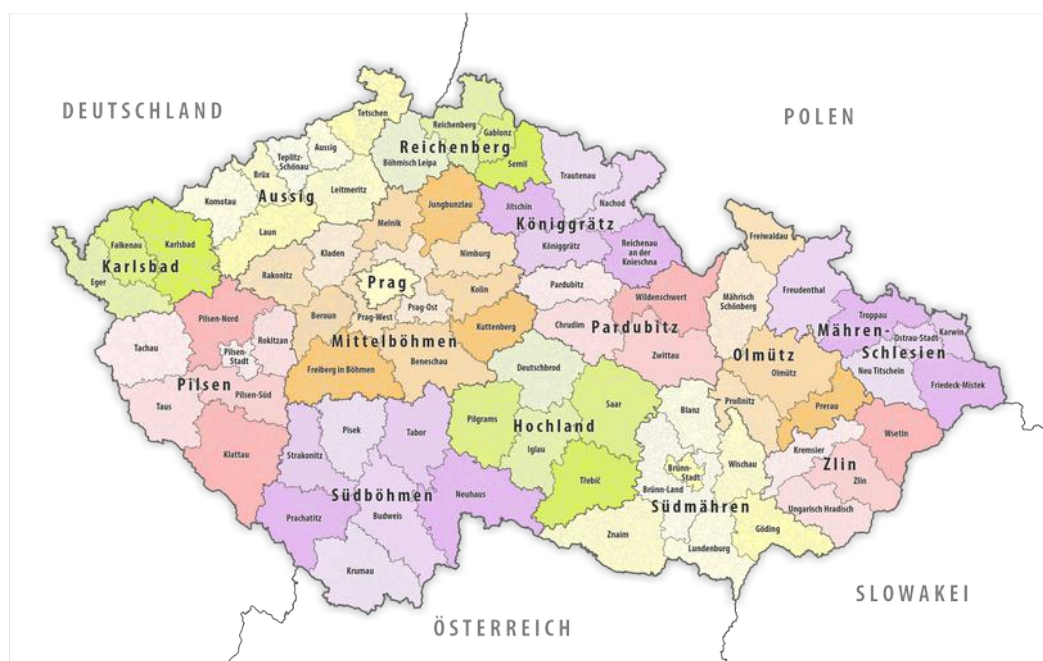 DEUTSCHLAND
POLEN
Tetschen
Reichenberg
Gablonz
Aussig
Reichenberg
Böhmisch Leipa
Semil
Teplitz-
Schönau
Brüx
Leitmeritz
Trautenau
Komotau
Aussig
Jungbunzlau
Jitschin
Nachod
Melnik
Königgrätz
Laun
Falkenau
Karlsbad
Königgrätz
Reichenau
an der
Knieschna
Freiwaldau
Kladen
Nimburg
Karlsbad
Rakonitz
Eger
Prag
Kolin
Pardubitz
Wildenschwert
Mährisch
Schönberg
Freudenthal
Pilsen-Nord
Beroun
Prag-West
Prag-Ost
Troppau
Chrudim
Pardubitz
Mähren-
Karwin
Rokitzan
Mittelböhmen
Kuttenberg
Ostrau-Stadt
Schlesien
Tachau
Pilsen-
Stadt
Zwittau
Olmütz
Freiberg in Böhmen
Beneschau
Deutschbrod
Olmütz
Neu Titschein
Friedeck-Mistek
Pilsen
Pilsen-Süd
Saar
Proßnitz
Prerau
Taus
Pilgrams
Blanz
Hochland
Pisek
Tabor
Wsetin
Klattau
Strakonitz
Iglau
Kremsier
Zlin
Wischau
Brünn-
Stadt
Trebič
Zlin
Brünn-Land
Südböhmen
Neuhaus
Südmähren
Ungarisch Hradisch
Prachatitz
Budweis
Göding
Znaim
Lundenburg
Krumau
SLOWAKEI
ÖSTERREICH